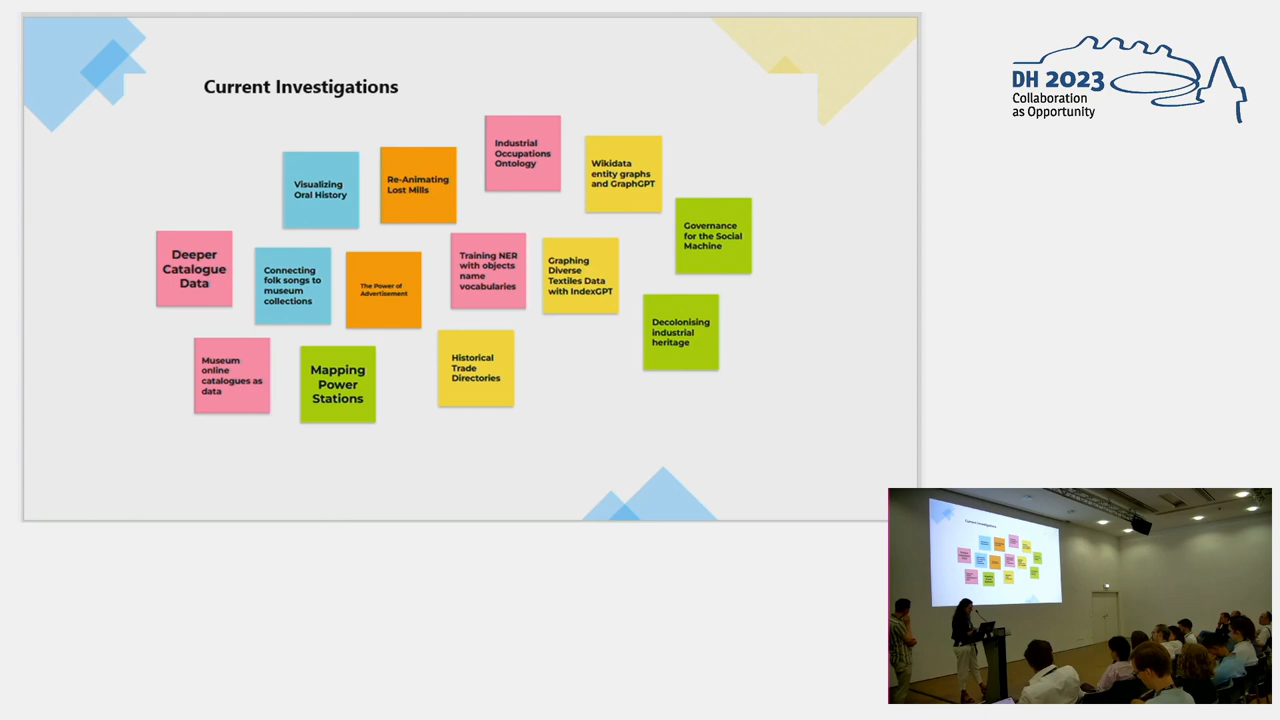 Current Investigations
DH 2023
Collaboration
as Opportunity
Industrial
Occupations
Ontology
Wikidata
entity graphs
and GraphGPT
Re-Animating
Lost Mills
Visualizing
Oral History
Governance
for the Social
Machine
Deeper
Catalogue
Data
Connecting
folk songs to
museum
collections
The Power of
Advertisement
Training NER
with objects
name
vocabularies
Graphing
Diverse
Textiles Data
with IndexGPT
Decolonising
industrial
heritage
Museum
online
catalogues as
data
Mapping
Power
Stations
Historical
Trade
Directories
Current Investigations